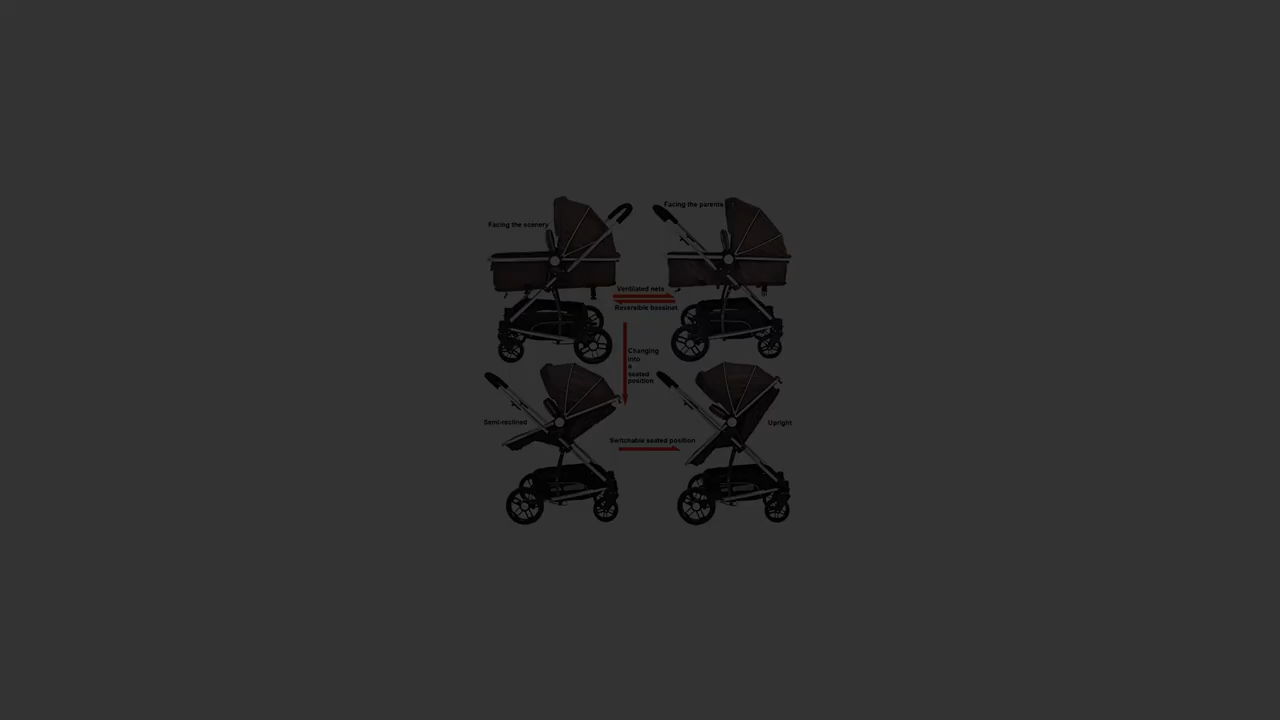 Facing the scenery
Facing the parents
Ventilated nets
Reversible bassinet
Changing
into
a
seated
position
Semi-reclined
Upright
Switchable seated position